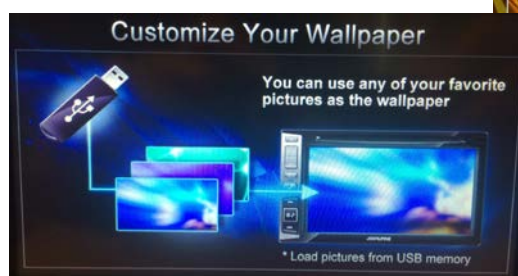 Customize Your Wallpaper
You can use any of your favorite
pictures as the wallpaper
ALPINE
* Load pictures from USB memory